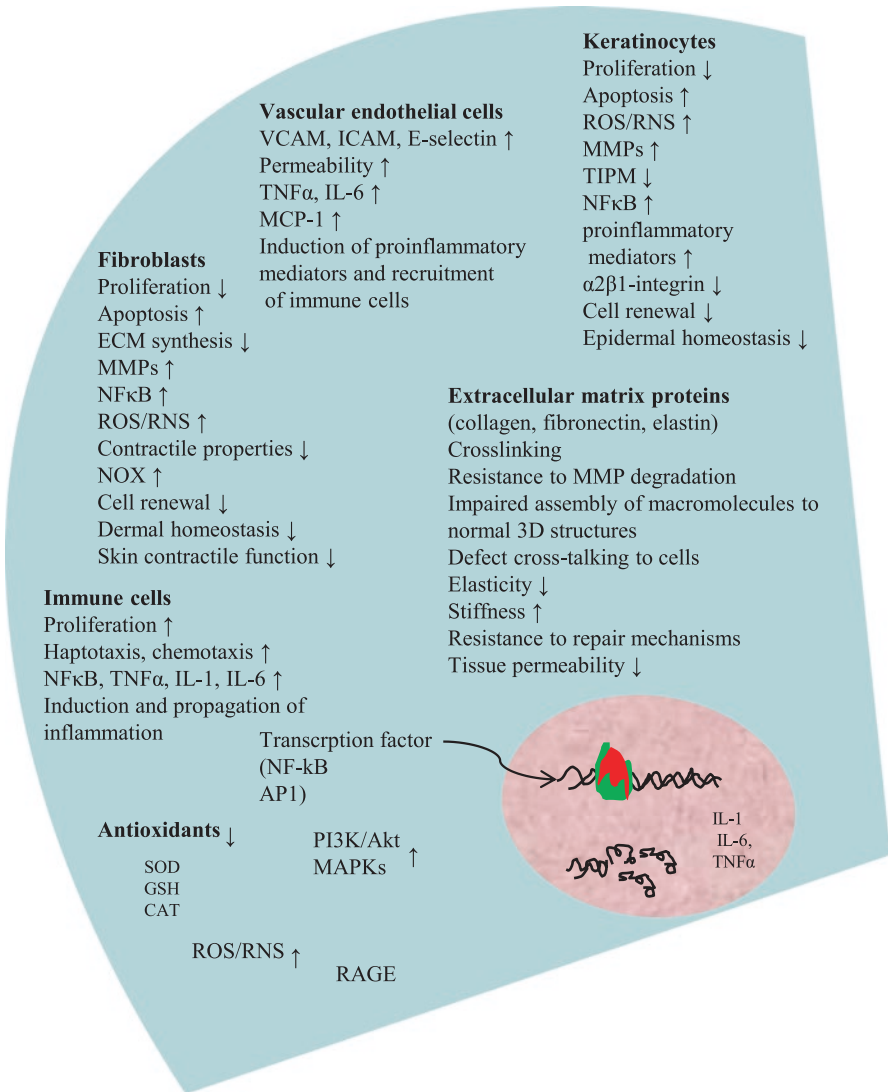 Keratinocytes
Proliferation ↓
Apoptosis ↑
ROS/RNS ↑
MMPs ↑
TIPM ↓
NFκB ↑
proinflammatory
mediators ↑
α2β1-integrin ↓
Cell renewal ↓
Epidermal homeostasis ↓
Vascular endothelial cells
VCAM, ICAM, E-selectin ↑
Permeability ↑
TNFα, IL-6 ↑
MCP-1 ↑
Induction of proinflammatory
mediators and recruitment
of immune cells
Fibroblasts
Proliferation ↓
Apoptosis ↑
ECM synthesis ↓
MMPs ↑
NFκB ↑
ROS/RNS ↑
Contractile properties ↓
NOX ↑
Cell renewal ↓
Dermal homeostasis ↓
Skin contractile function ↓
Extracellular matrix proteins
(collagen, fibronectin, elastin)
Crosslinking
Resistance to MMP degradation
Impaired assembly of macromolecules to
normal 3D structures
Defect cross-talking to cells
Elasticity ↓
Stiffness ↑
Resistance to repair mechanisms
Tissue permeability ↓
Immune cells
Proliferation ↑
Haptotaxis, chemotaxis ↑
NFκB, TNFα, IL-1, IL-6 ↑
Induction and propagation of
inflammation
Transcrption factor
(NF-kB
AP1)
IL-1
IL-6,
TNFα
Antioxidants ↓
SOD
GSH
CAT
PI3K/Akt
MAPKs ↑
ROS/RNS ↑
RAGE